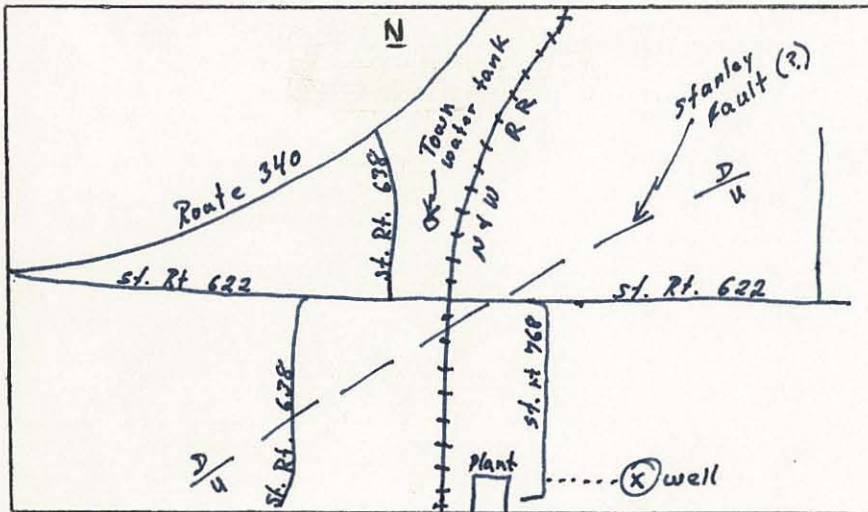 N
Route 340
St. Rt. 638
Town
water tank
N & W RR
Stanley
fault (?)
D/U
St. Rt 622
St. Rt. 622
St. Rt. 638
St. Rt 768
D/U
Plant
X well